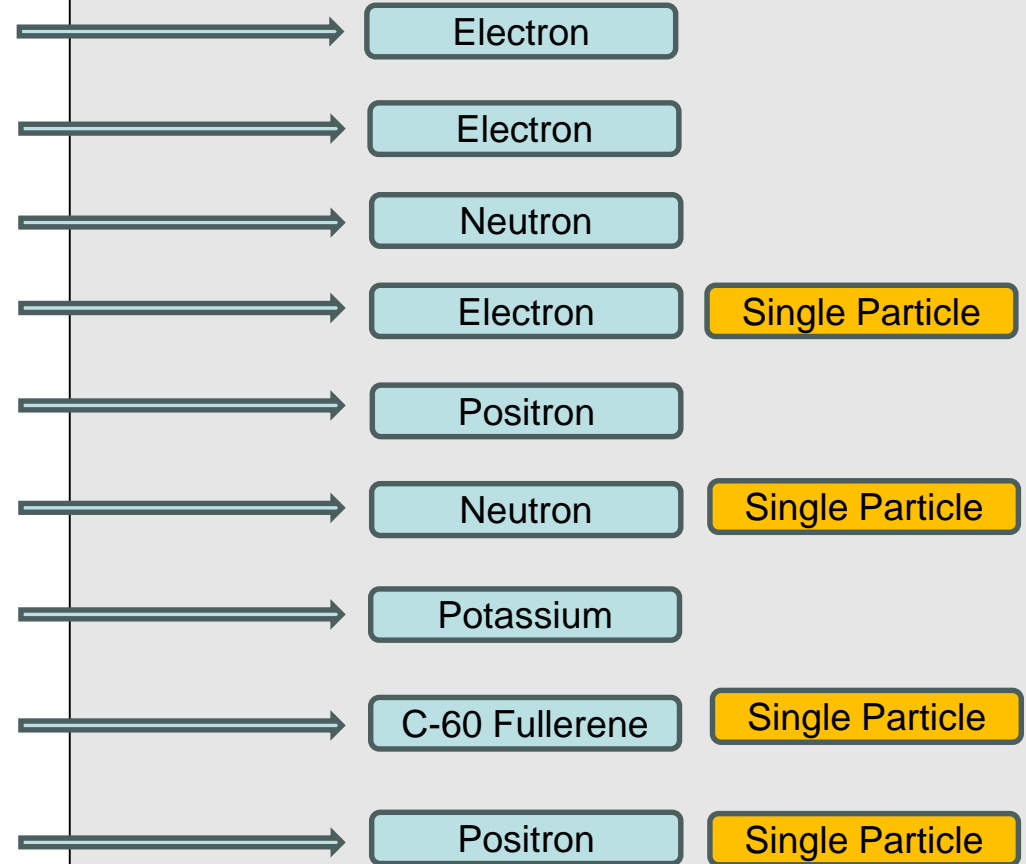 Electron
Electron
Neutron
Electron Single Particle
Positron
Neutron Single Particle
Potassium
C-60 Fullerene Single Particle
Positron Single Particle